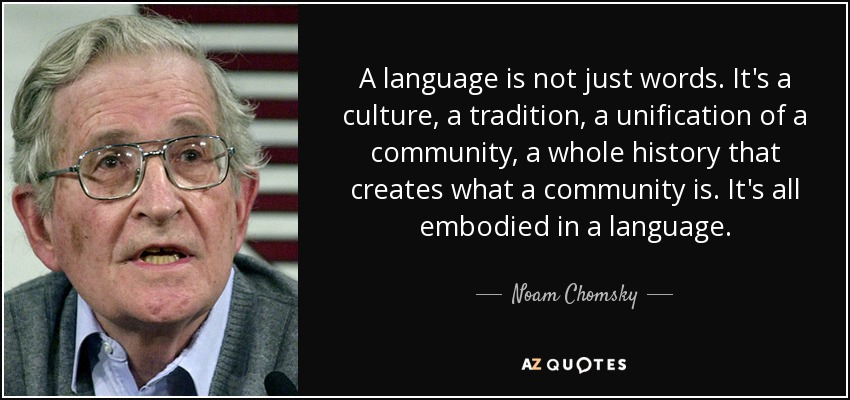 A language is not just words. It's a
culture, a tradition, a unification of a
community, a whole history that
creates what a community is. It's all
embodied in a language.
Noam Chomsky
AZ QUOTES